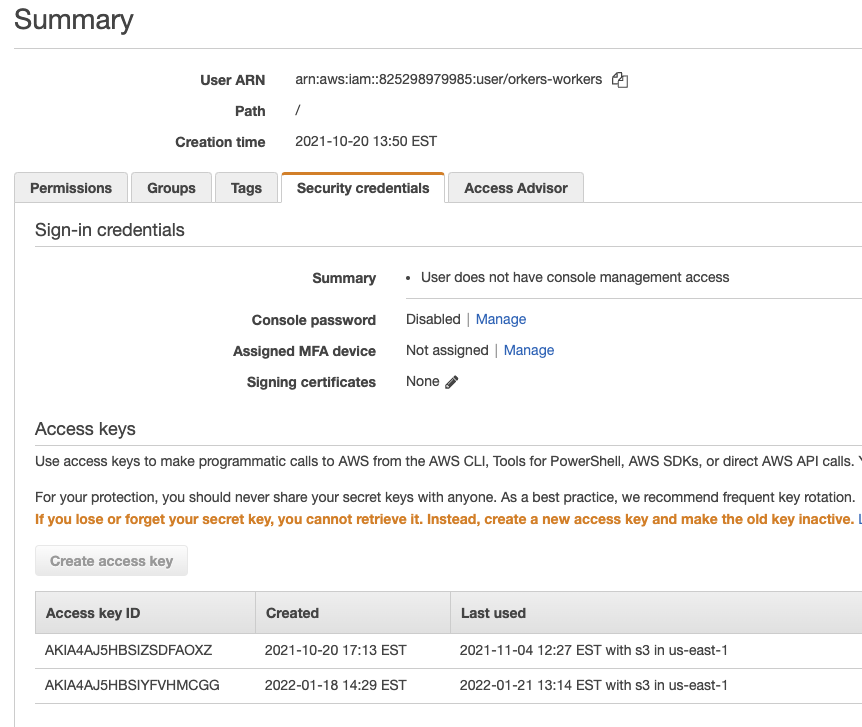 Summary
User ARN arn:aws:iam::825298979985:user/orkers-workers
Path /
Creation time 2021-10-20 13:50 EST
Permissions Groups Tags Security credentials Access Advisor
Sign-in credentials
Summary • User does not have console management access
Console password Disabled | Manage
Assigned MFA device Not assigned | Manage
Signing certificates None
Access keys
Use access keys to make programmatic calls to AWS from the AWS CLI, Tools for PowerShell, AWS SDKs, or direct AWS API calls.
For your protection, you should never share your secret keys with anyone. As a best practice, we recommend frequent key rotation.
If you lose or forget your secret key, you cannot retrieve it. Instead, create a new access key and make the old key inactive.
Create access key
Access key ID Created Last used
AKIA4AJ5HBSIZSDFAOXZ 2021-10-20 17:13 EST 2021-11-04 12:27 EST with s3 in us-east-1
AKIA4AJ5HBSIYFVHMCGG 2022-01-18 14:29 EST 2022-01-21 13:14 EST with s3 in us-east-1